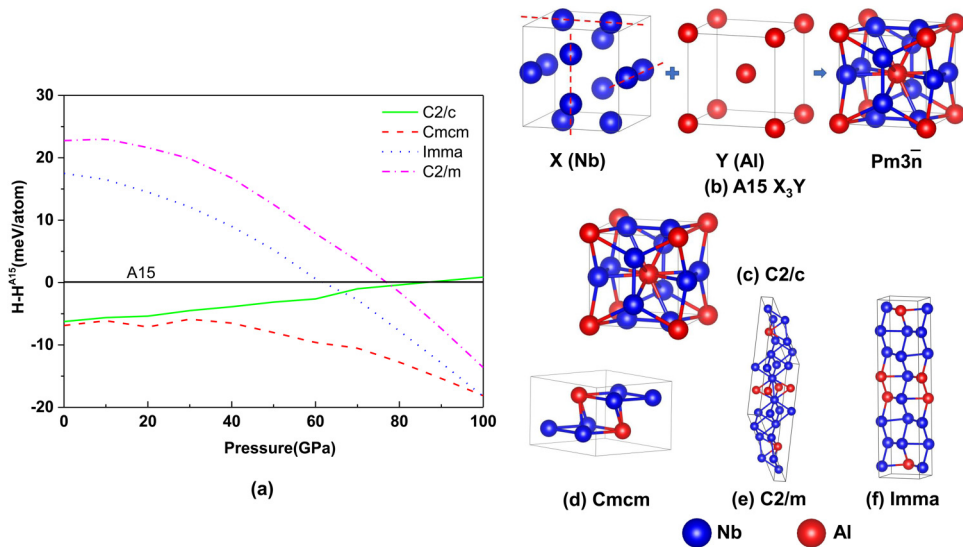 30
20
10
0
-10
-20
H-H^A15(meV/atom)
0
20
40
60
80
100
Pressure(GPa)
C2/c
Cmcm
Imma
C2/m
A15
(a)
X (Nb)
Y (Al)
Pm3̅n
(b) A15 X₃Y
(c) C2/c
(d) Cmcm
(e) C2/m
(f) Imma
Nb
Al